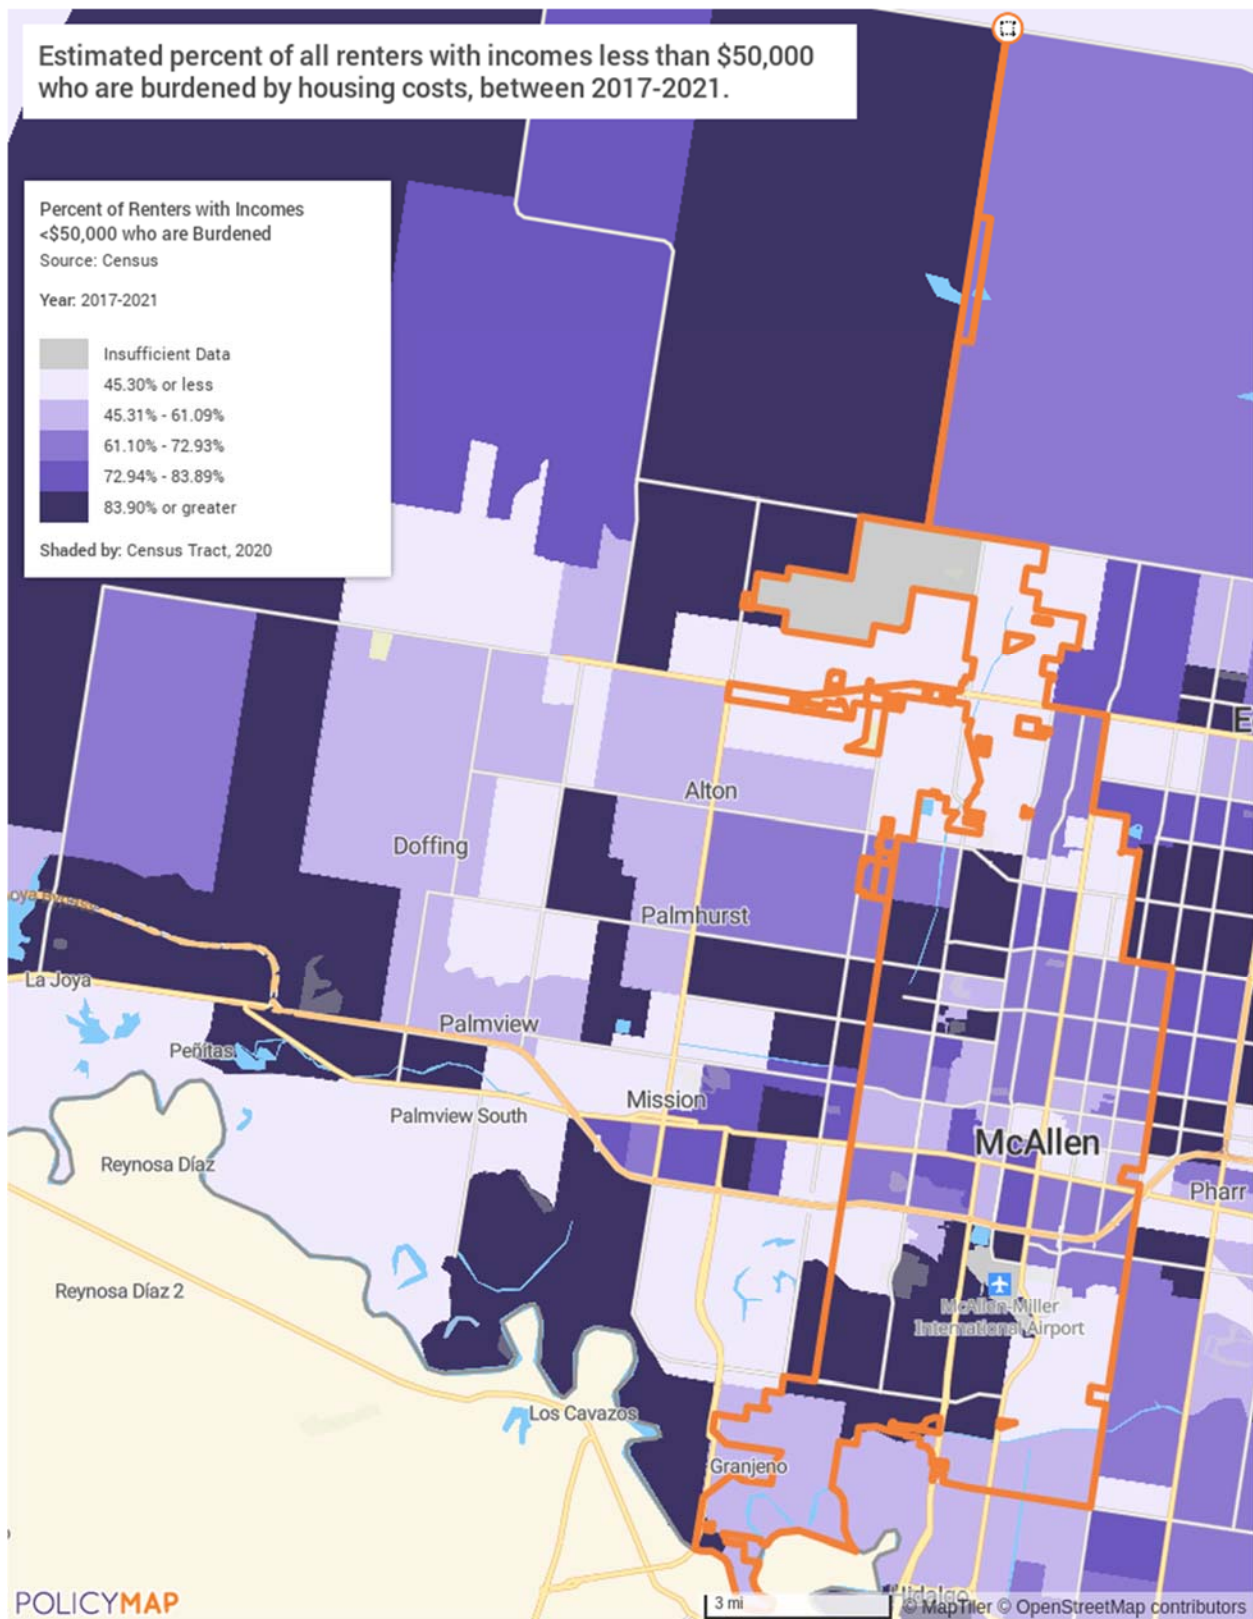 Estimated percent of all renters with incomes less than $50,000
who are burdened by housing costs, between 2017-2021.
Percent of Renters with Incomes
<$50,000 who are Burdened
Source: Census
Year: 2017-2021
Insufficient Data
45.30% or less
45.31% - 61.09%
61.10% - 72.93%
72.94% - 83.89%
83.90% or greater
Shaded by: Census Tract, 2020
E
Alton
Doffing
Palmhurst
La Joya
Palmview
Peñitas
Mission
Palmview South
McAllen
Reynosa Díaz
Pharr
Reynosa Díaz 2
McAllen-Miller
International Airport
Los Cavazos
Granjeno
Hidalgo
POLICYMAP
3 mi
© MapTiler © OpenStreetMap contributors